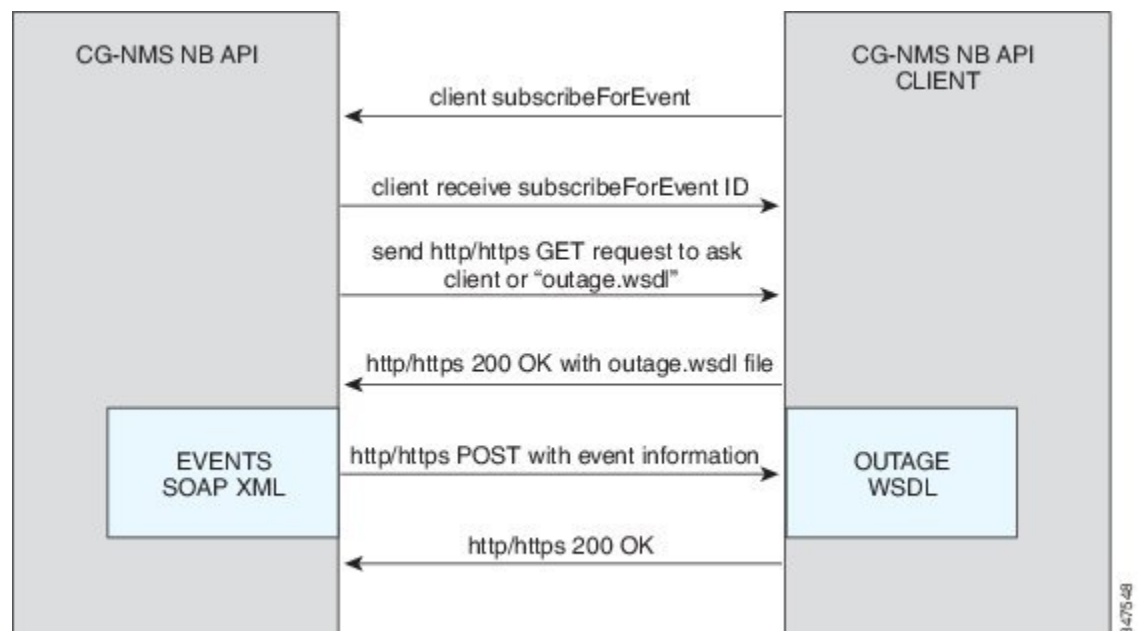 CG-NMS NB API
CG-NMS NB API
CLIENT
client subscribeForEvent
client receive subscribeForEvent ID
send http/https GET request to ask
client or “outage.wsdl”
http/https 200 OK with outage.wsdl file
EVENTS
SOAP XML
http/https POST with event information
OUTAGE
WSDL
http/https 200 OK
347548